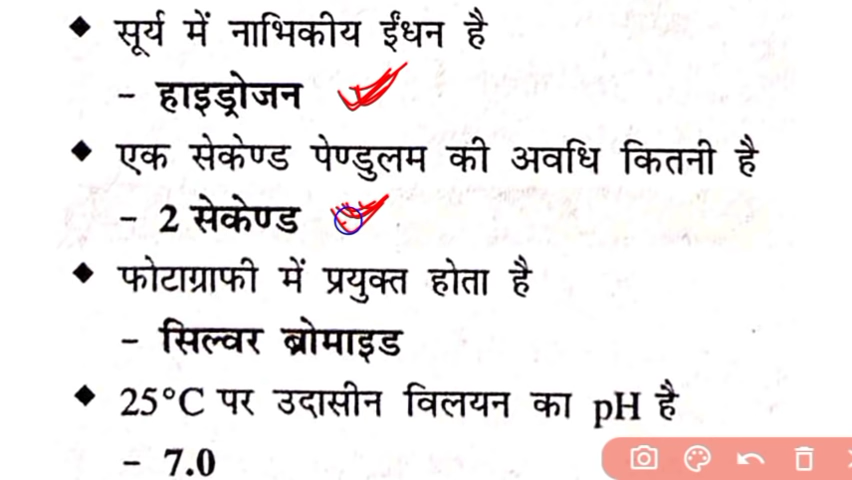 ◆ सूर्य में नाभिकीय ईंधन है
– हाइड्रोजन
◆ एक सेकेण्ड पेण्डुलम की अवधि कितनी है
– 2 सेकेण्ड
◆ फोटाग्राफी में प्रयुक्त होता है
– सिल्वर ब्रोमाइड
◆ 25°C पर उदासीन विलयन का pH है
– 7.0